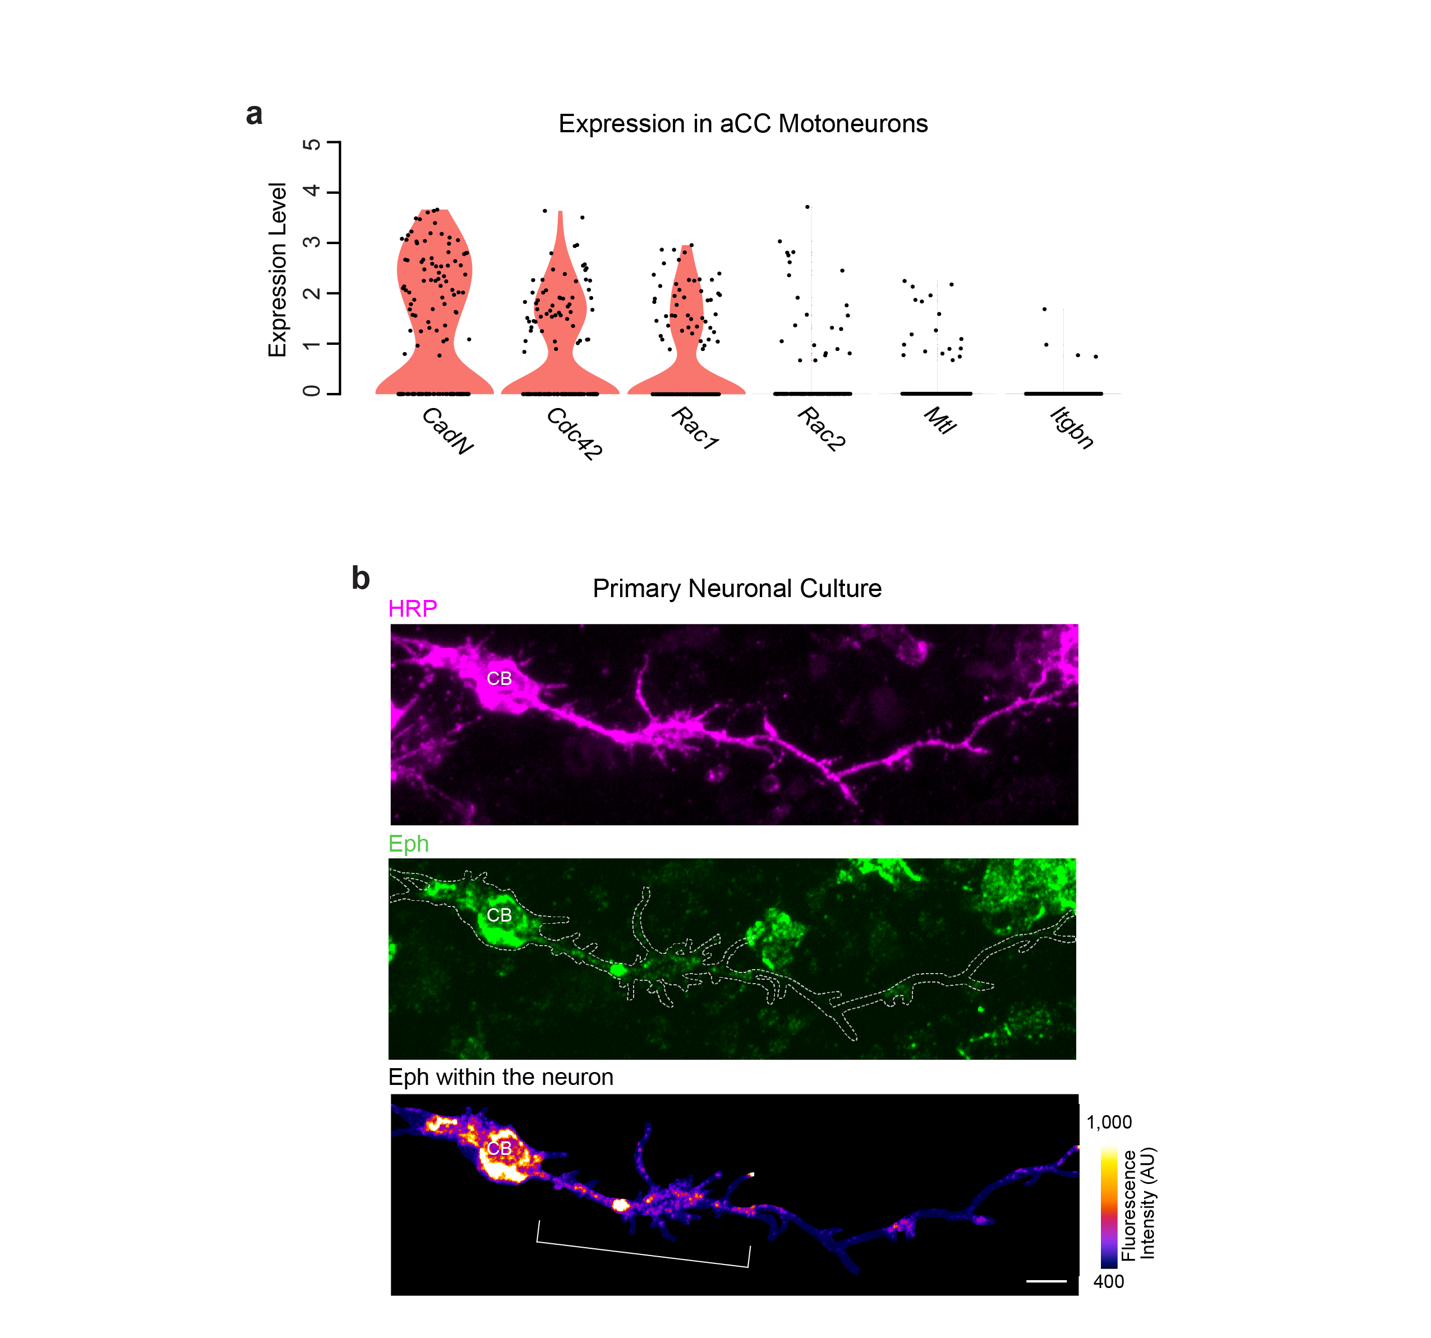 a
Expression in aCC Motoneurons
Expression Level
5
4
3
2
1
0
CadN
Cdc42
Rac1
Rac2
Mtl
Itgbn
b
Primary Neuronal Culture
HRP
CB
Eph
CB
Eph within the neuron
CB
1,000
Fluorescence
Intensity (AU)
400